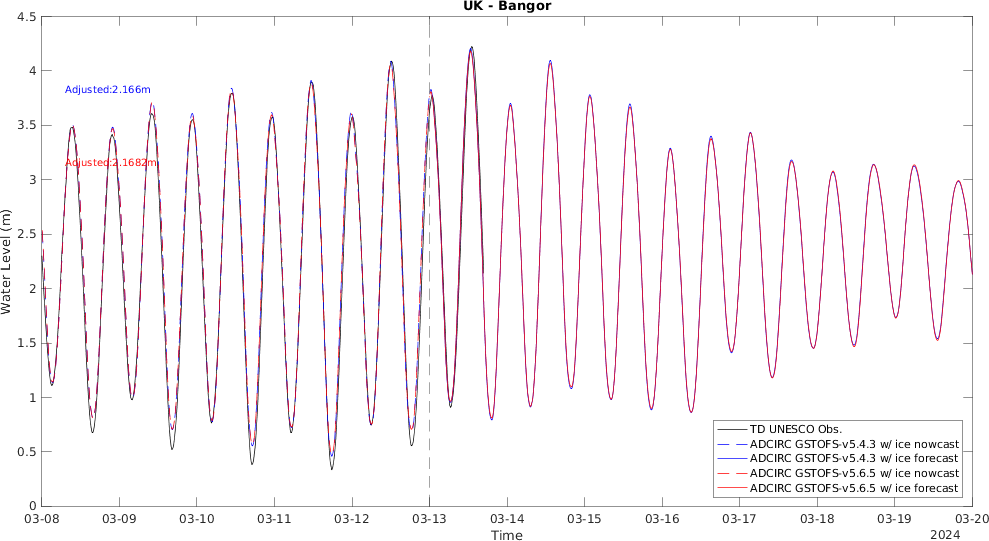 UK - Bangor
4.5
4
3.5
3
2.5
2
1.5
1
0.5
0
Water Level (m)
Adjusted:2.166m
Adjusted:2.1682m
TD UNESCO Obs.
ADCIRC GSTOFS-v5.4.3 w/ ice nowcast
ADCIRC GSTOFS-v5.4.3 w/ ice forecast
ADCIRC GSTOFS-v5.6.5 w/ ice nowcast
ADCIRC GSTOFS-v5.6.5 w/ ice forecast
03-08 03-09 03-10 03-11 03-12 03-13 03-14 03-15 03-16 03-17 03-18 03-19 03-20
Time
2024